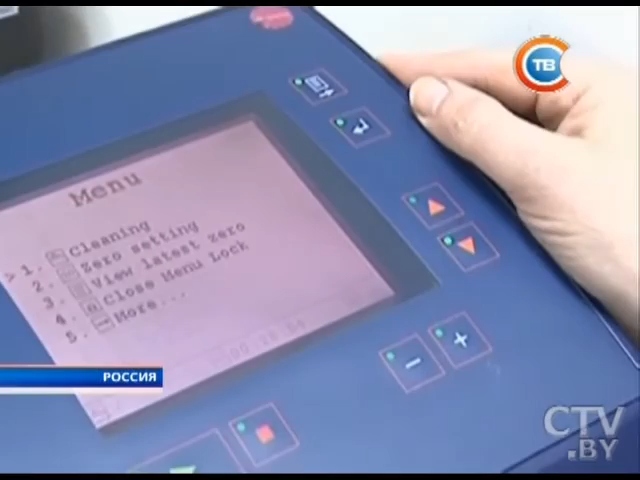 ТВ
Menu
> 1. Cleaning
2. Zero setting
3. View latest zero
4. Close Menu Lock
5. More...
РОССИЯ
CTV
.BY